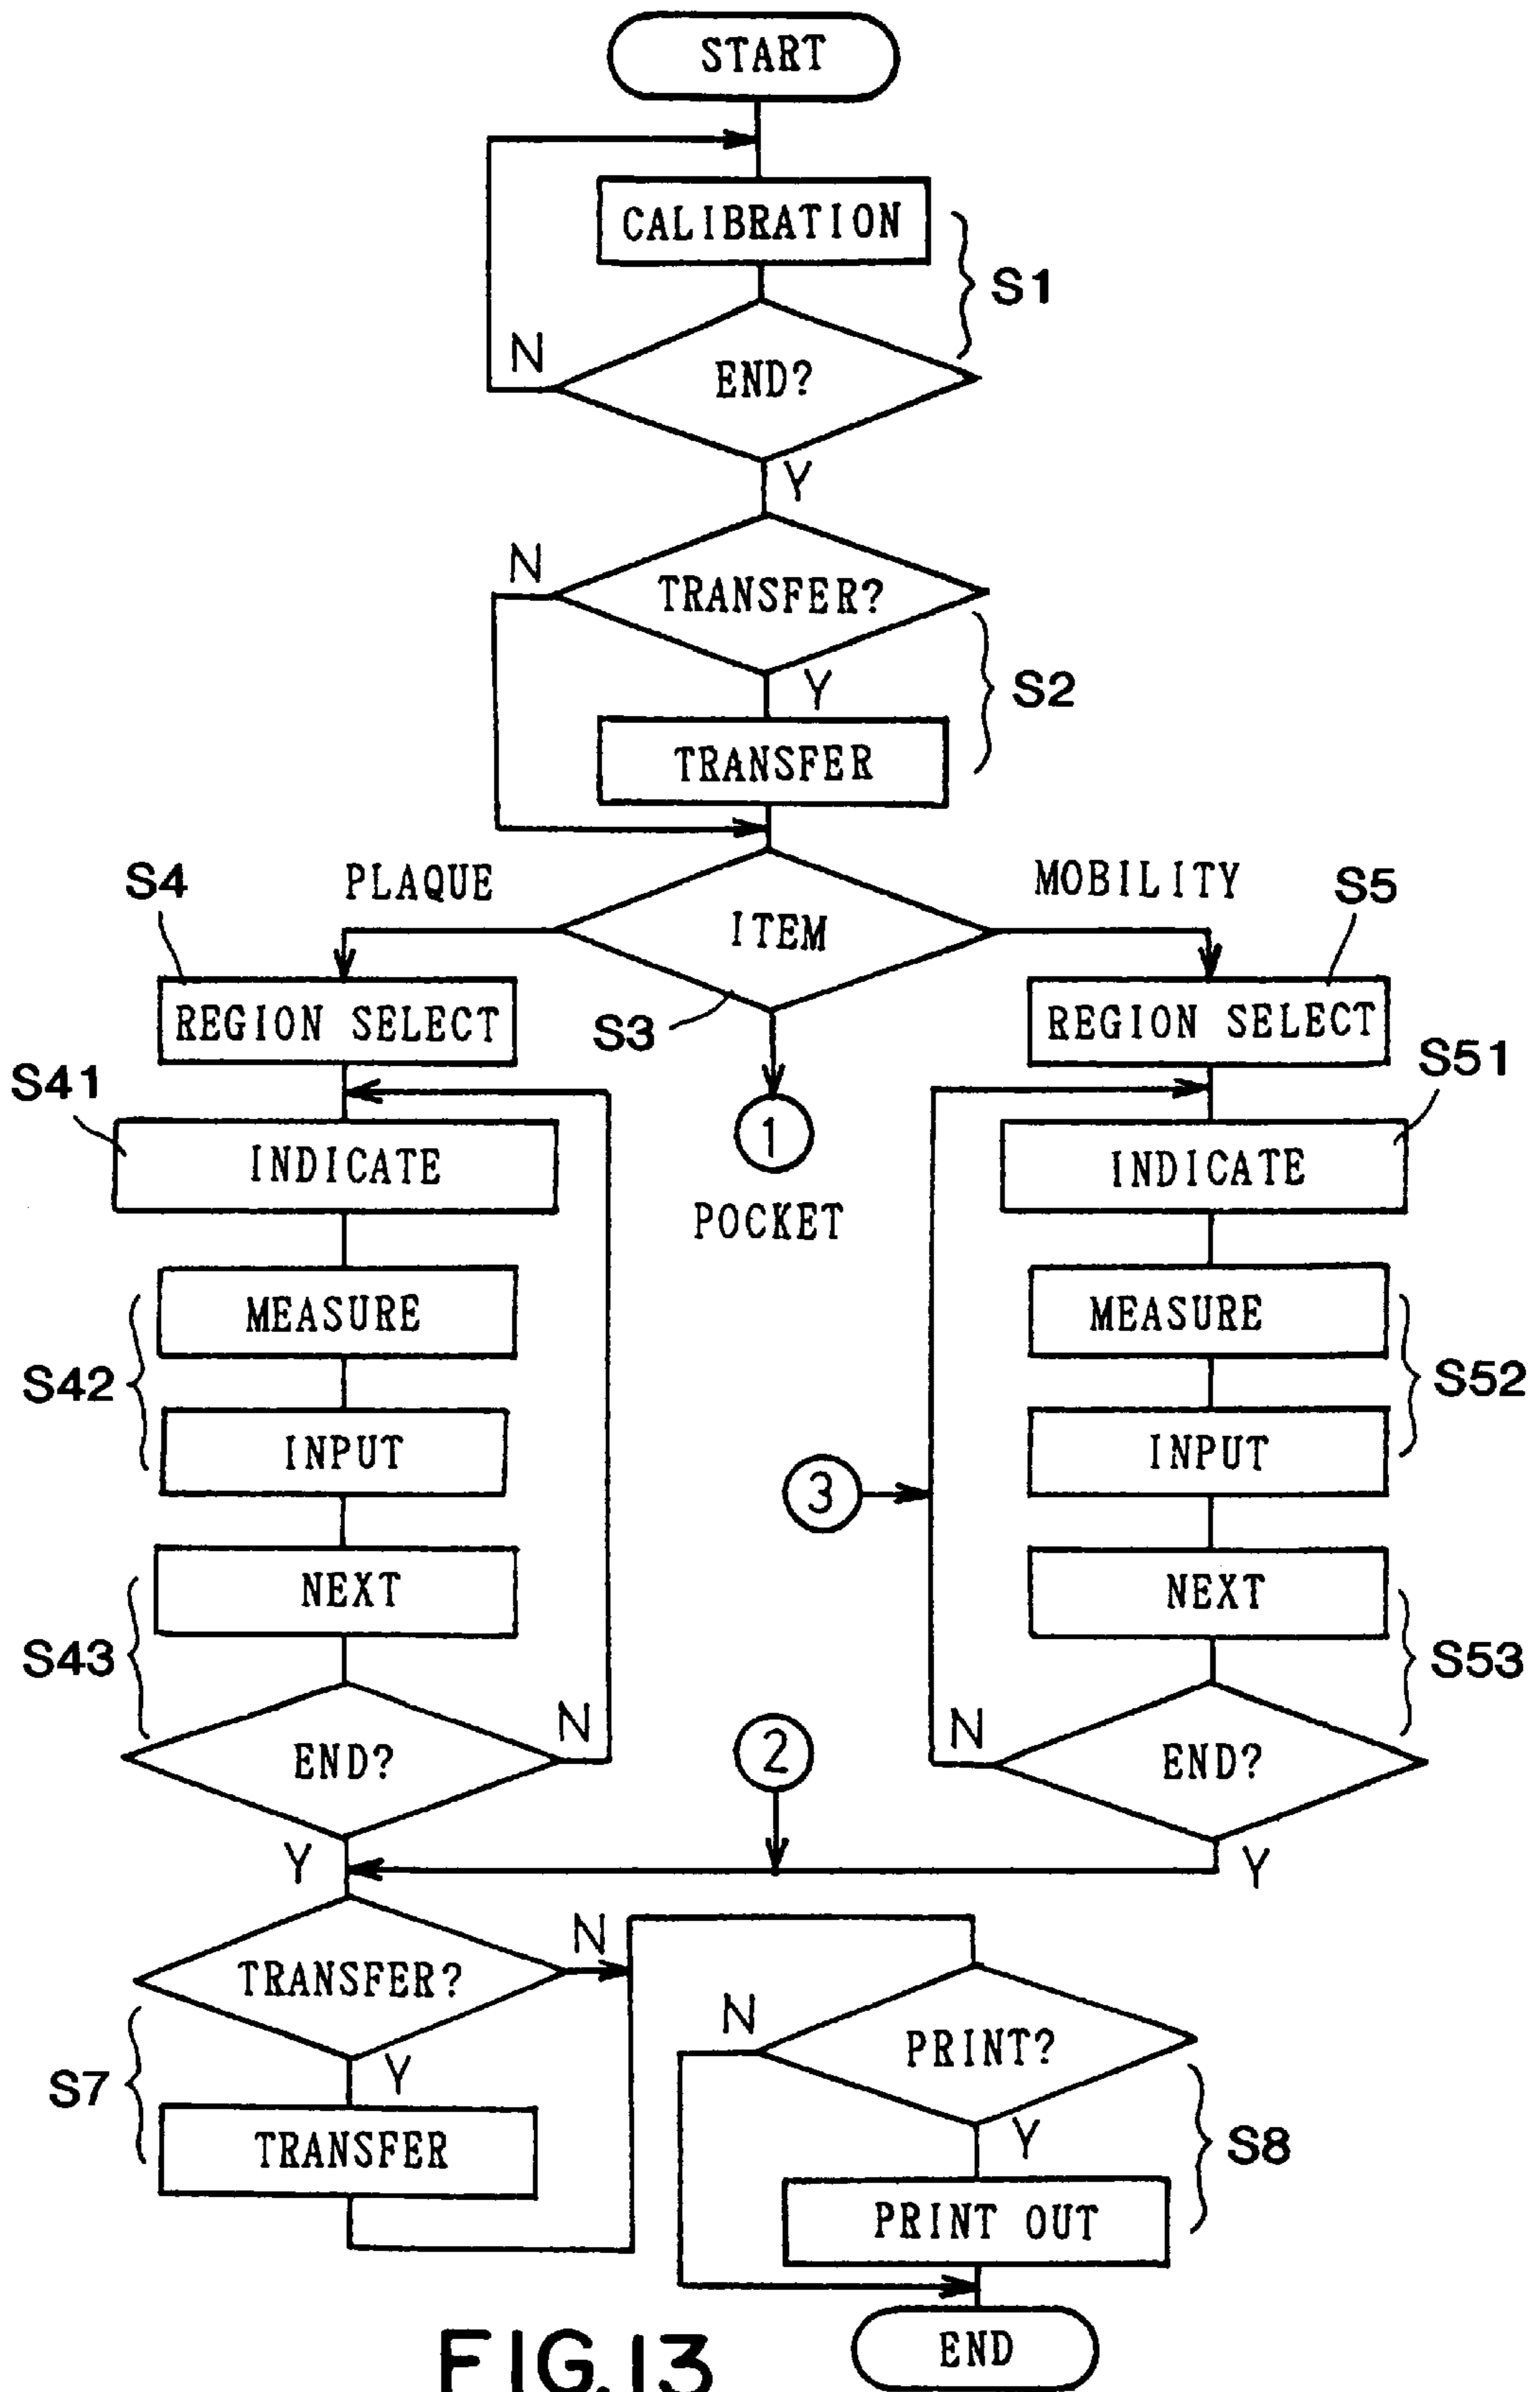 START
CALIBRATION
S1
END?
N
Y
N
TRANSFER?
Y
S2
TRANSFER
S4
PLAQUE
MOBILITY
S5
ITEM
REGION SELECT
S3
REGION SELECT
S41
S51
INDICATE
1
INDICATE
POCKET
MEASURE
MEASURE
S42
S52
INPUT
3
INPUT
NEXT
NEXT
S43
S53
END?
N
2
N
END?
Y
Y
TRANSFER?
N
N
PRINT?
S7
Y
Y
S8
TRANSFER
PRINT OUT
END
FIG.13